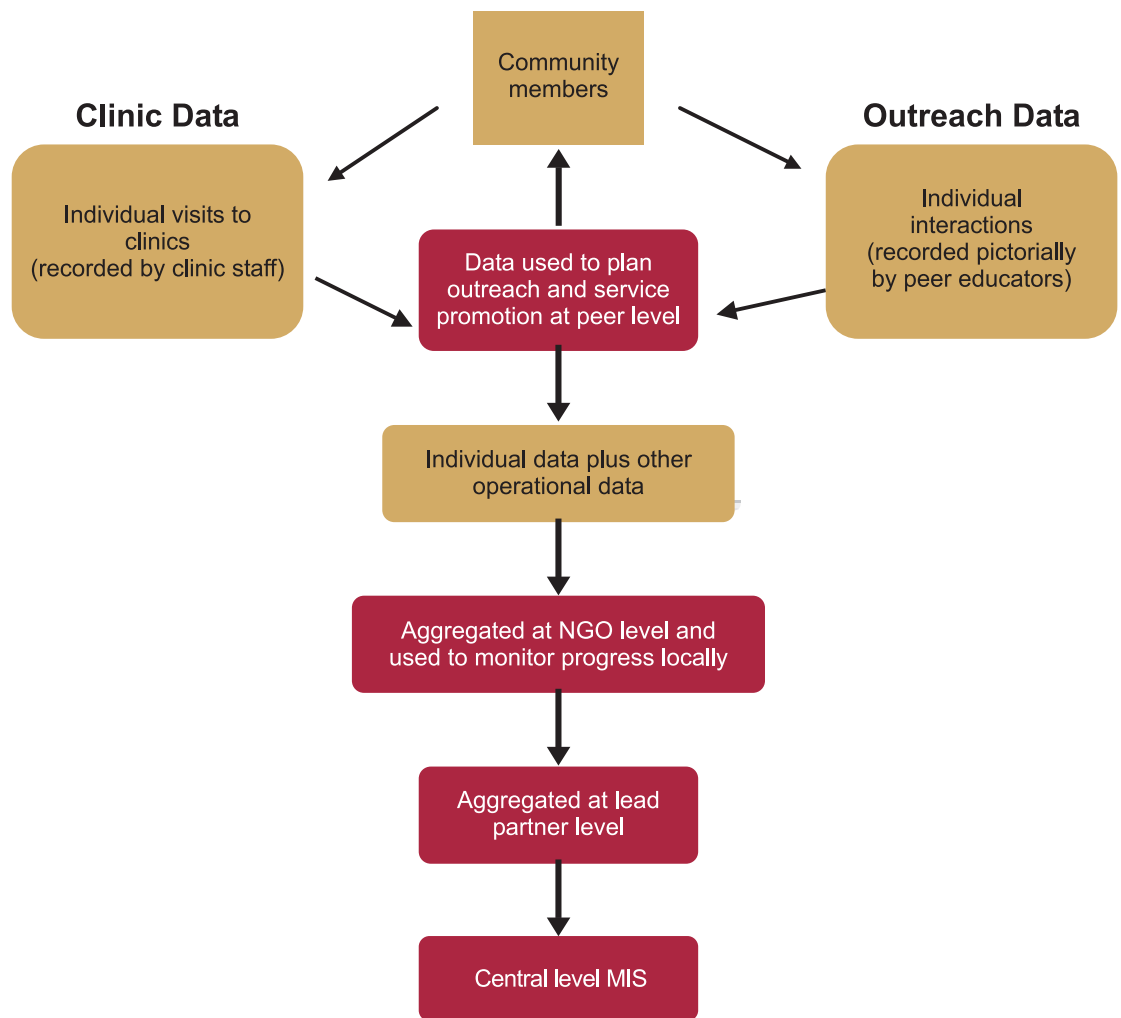 Community
members
Clinic Data
Outreach Data
Individual visits to
clinics
(recorded by clinic staff)
Individual
interactions
(recorded pictorially
by peer educators)
Data used to plan
outreach and service
promotion at peer level
Individual data plus other
operational data
Aggregated at NGO level and
used to monitor progress locally
Aggregated at lead
partner level
Central level MIS